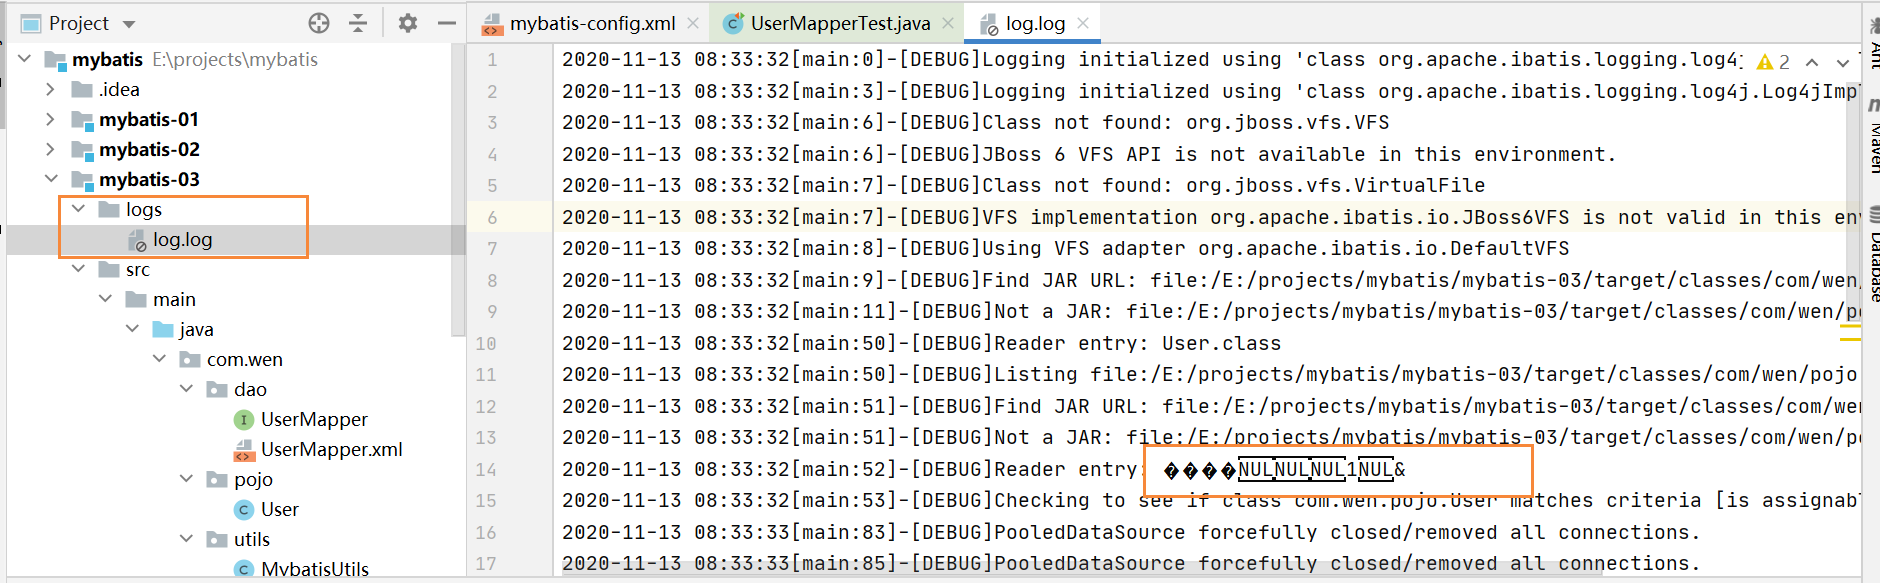 Project
mybatis E:\projects\mybatis
.idea
mybatis-01
mybatis-02
mybatis-03
logs
log.log
src
main
java
com.wen
dao
UserMapper
UserMapper.xml
pojo
User
utils
MybatisUtils
mybatis-config.xml
UserMapperTest.java
log.log
1 2020-11-13 08:33:32[main:0]-[DEBUG]Logging initialized using 'class org.apache.ibatis.logging.log4j
2
2 2020-11-13 08:33:32[main:3]-[DEBUG]Logging initialized using 'class org.apache.ibatis.logging.log4j.Log4jImpl
3 2020-11-13 08:33:32[main:6]-[DEBUG]Class not found: org.jboss.vfs.VFS
4 2020-11-13 08:33:32[main:6]-[DEBUG]JBoss 6 VFS API is not available in this environment.
5 2020-11-13 08:33:32[main:7]-[DEBUG]Class not found: org.jboss.vfs.VirtualFile
6 2020-11-13 08:33:32[main:7]-[DEBUG]VFS implementation org.apache.ibatis.io.JBoss6VFS is not valid in this env
7 2020-11-13 08:33:32[main:8]-[DEBUG]Using VFS adapter org.apache.ibatis.io.DefaultVFS
8 2020-11-13 08:33:32[main:9]-[DEBUG]Find JAR URL: file:/E:/projects/mybatis/mybatis-03/target/classes/com/wen/
9 2020-11-13 08:33:32[main:11]-[DEBUG]Not a JAR: file:/E:/projects/mybatis/mybatis-03/target/classes/com/wen/po
10 2020-11-13 08:33:32[main:50]-[DEBUG]Reader entry: User.class
11 2020-11-13 08:33:32[main:50]-[DEBUG]Listing file:/E:/projects/mybatis/mybatis-03/target/classes/com/wen/pojo
12 2020-11-13 08:33:32[main:51]-[DEBUG]Find JAR URL: file:/E:/projects/mybatis/mybatis-03/target/classes/com/wen
13 2020-11-13 08:33:32[main:51]-[DEBUG]Not a JAR: file:/E:/projects/mybatis/mybatis-03/target/classes/com/wen/po
14 2020-11-13 08:33:32[main:52]-[DEBUG]Reader entry: ����NULNULNUL1NUL&
15 2020-11-13 08:33:32[main:53]-[DEBUG]Checking to see if class com.wen.pojo.User matches criteria [is assignabl
16 2020-11-13 08:33:33[main:83]-[DEBUG]PooledDataSource forcefully closed/removed all connections.
17 2020-11-13 08:33:33[main:85]-[DEBUG]PooledDataSource forcefully closed/removed all connections.
Ant
Maven
Database